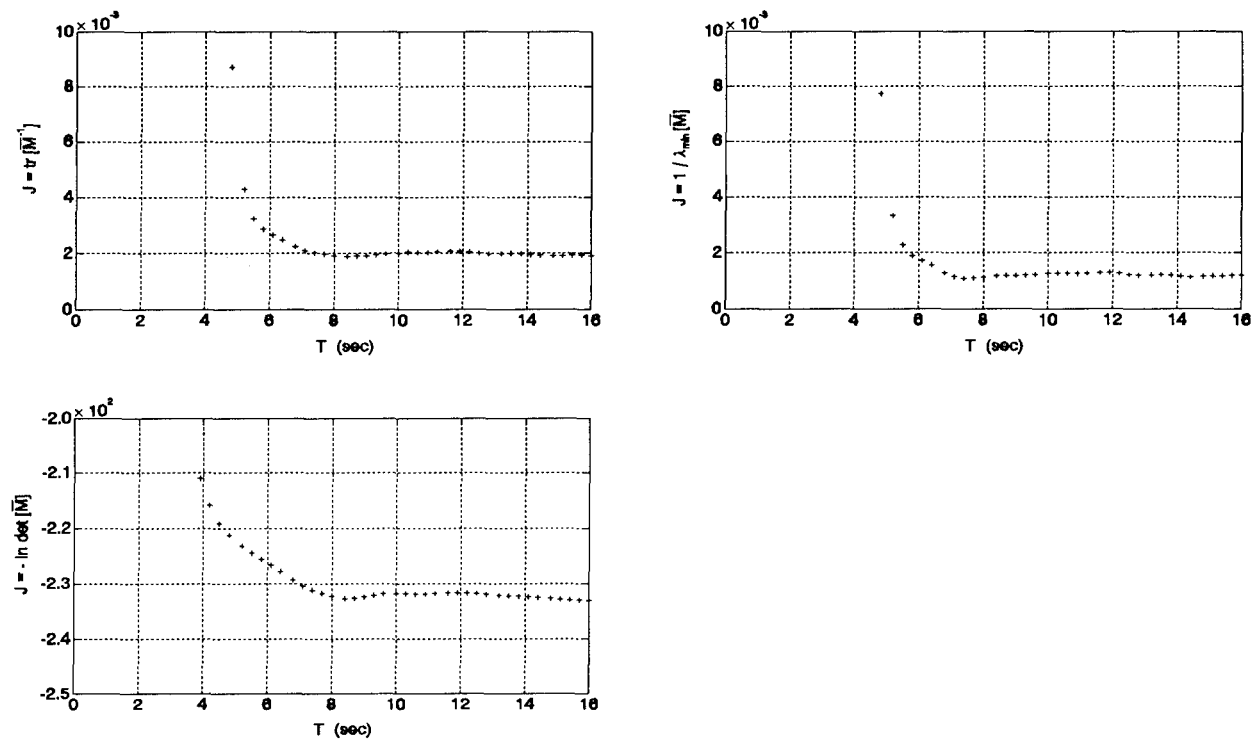 10 × 10⁻³
8
6
4
2
0
J = tr [M̅⁻¹]
0 2 4 6 8 10 12 14 16
T (sec)
10 × 10⁻³
8
6
4
2
0
J = 1 / λmin[M̅]
0 2 4 6 8 10 12 14 16
T (sec)
-2.0 × 10²
-2.1
-2.2
-2.3
-2.4
-2.5
J = - ln det [M̅]
0 2 4 6 8 10 12 14 16
T (sec)